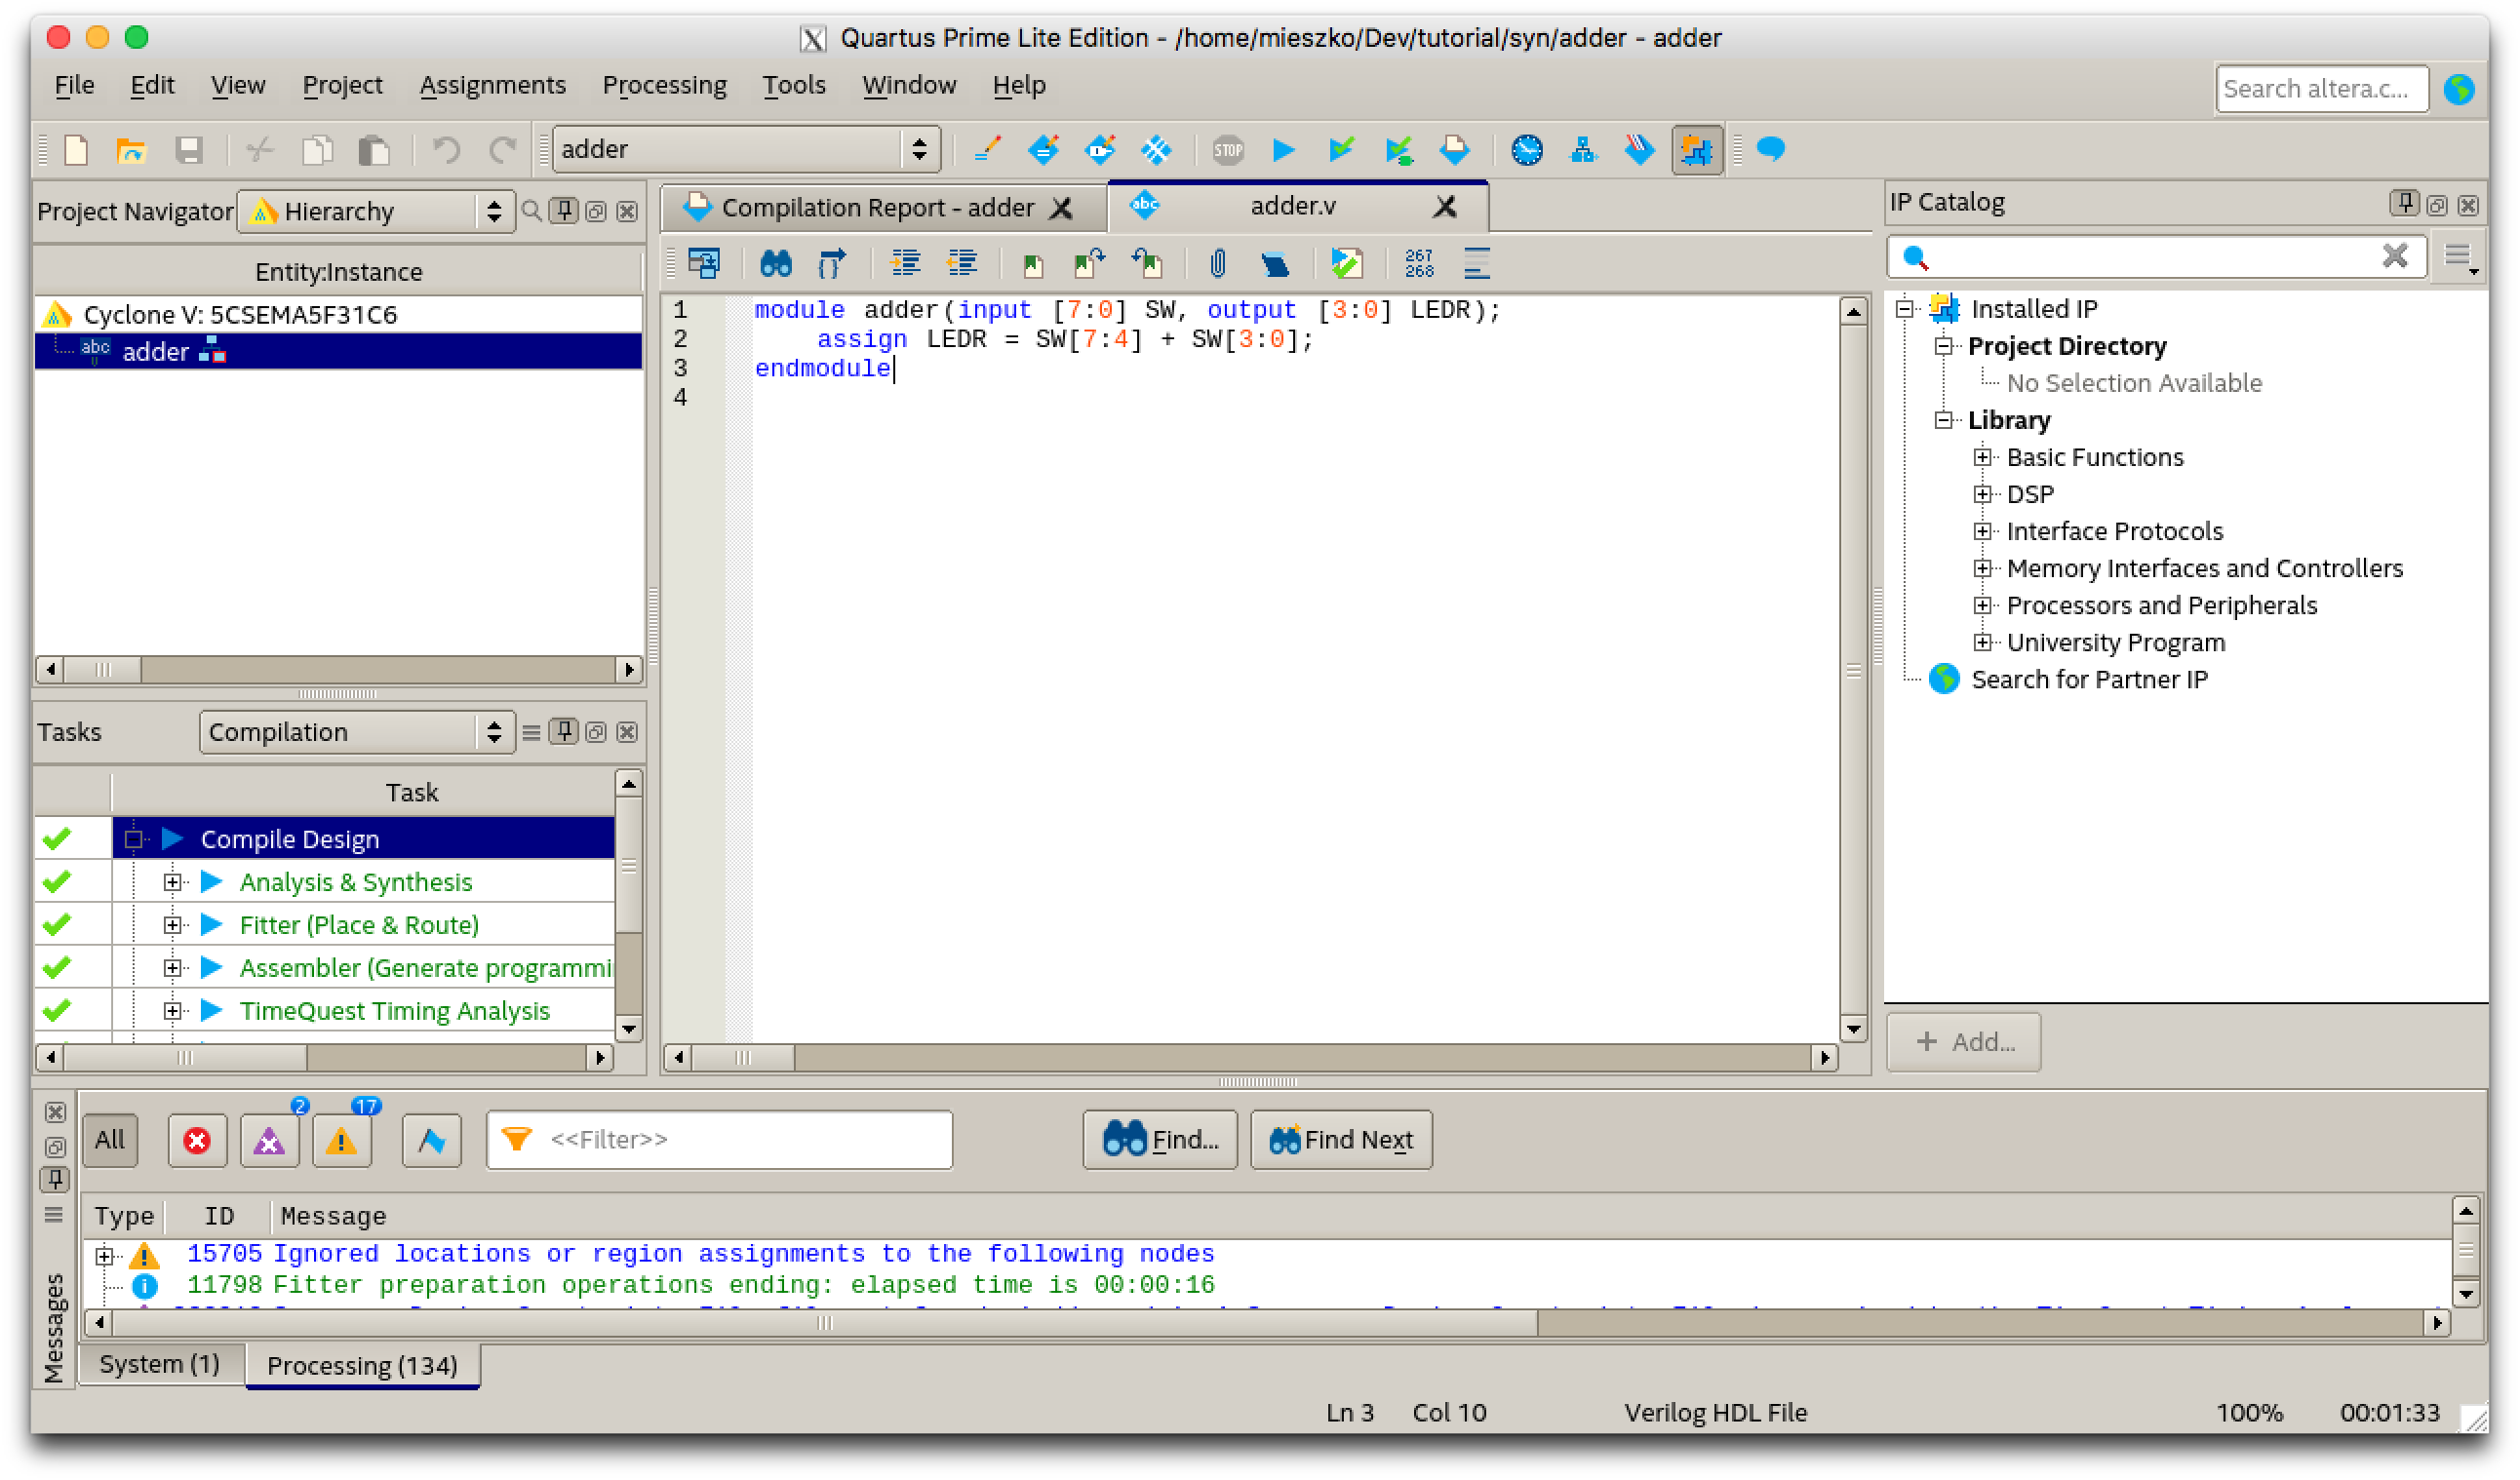 Quartus Prime Lite Edition - /home/mieszko/Dev/tutorial/syn/adder - adder
File Edit View Project Assignments Processing Tools Window Help
Search altera.c...
adder
STOP
Project Navigator Hierarchy
Entity:Instance
Cyclone V: 5CSEMA5F31C6
abc adder
Tasks Compilation
Task
Compile Design
Analysis & Synthesis
Fitter (Place & Route)
Assembler (Generate programmi
TimeQuest Timing Analysis
Compilation Report - adder
abc adder.v
267
268
1 module adder(input [7:0] SW, output [3:0] LEDR);
2 assign LEDR = SW[7:4] + SW[3:0];
3 endmodule
4
IP Catalog
Installed IP
Project Directory
No Selection Available
Library
Basic Functions
DSP
Interface Protocols
Memory Interfaces and Controllers
Processors and Peripherals
University Program
Search for Partner IP
+ Add...
Messages
All 2 17 <<Filter>> Find... Find Next
Type ID Message
15705 Ignored locations or region assignments to the following nodes
11798 Fitter preparation operations ending: elapsed time is 00:00:16
System (1) Processing (134)
Ln 3 Col 10 Verilog HDL File 100% 00:01:33